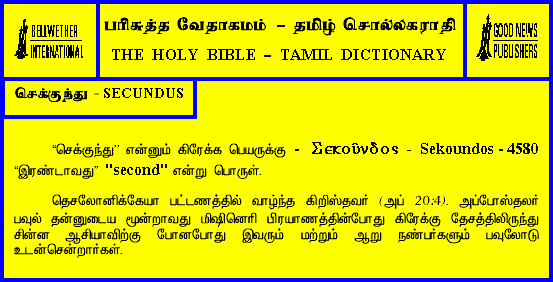 BELLWETHER
INTERNATIONAL
பரிசுத்த வேதாகமம் – தமிழ் சொல்லகராதி
THE HOLY BIBLE – TAMIL DICTIONARY
GOOD NEWS
PUBLISHERS
செக்குந்து - SECUNDUS
“செக்குந்து” என்னும் கிரேக்க பெயருக்கு - Σεκοῦνδος - Sekoundos - 4580
“இரண்டாவது” "second" என்று பொருள்.
தெசலோனிக்கேயா பட்டணத்தில் வாழ்ந்த கிறிஸ்தவர் (அப் 20:4). அப்போஸ்தலர்
பவுல் தன்னுடைய மூன்றாவது மிஷினெரி பிரயாணத்தின்போது கிரேக்கு தேசத்திலிருந்து
சின்ன ஆசியாவிற்கு போனபோது இவரும் மற்றும் ஆறு நண்பர்களும் பவுலோடு
உடன்சென்றார்கள்.